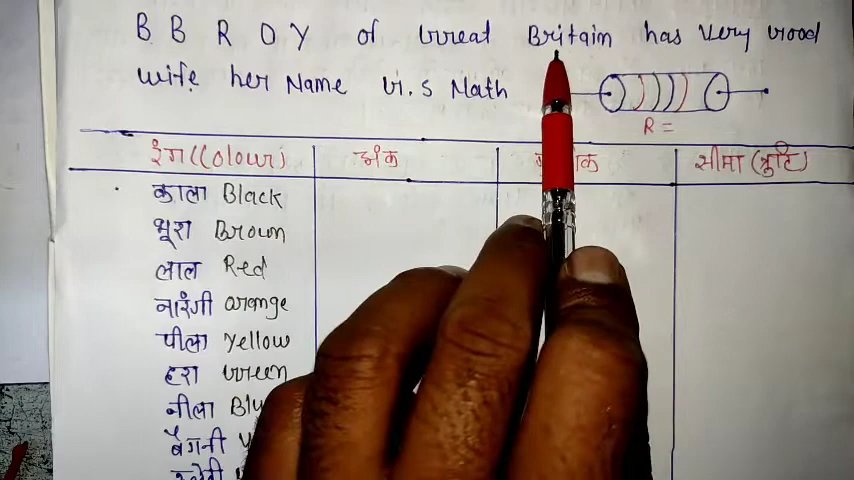 B B R O Y of Great Britain has Very Good
wife her Name is V.S Math
R =
रंग (Colour) अंक सीमा (त्रुटि)
काला Black
भूरा Brown
लाल Red
नारंगी orange
पीला Yellow
हरा Green
नीला
बैगनी